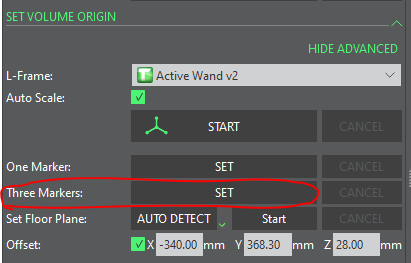 SET VOLUME ORIGIN
HIDE ADVANCED
L-Frame: Active Wand v2
Auto Scale:
START CANCEL
One Marker: SET CANCEL
Three Markers: SET CANCEL
Set Floor Plane: AUTO DETECT Start CANCEL
Offset: X -340.00 mm Y 368.30 mm Z 28.00 mm